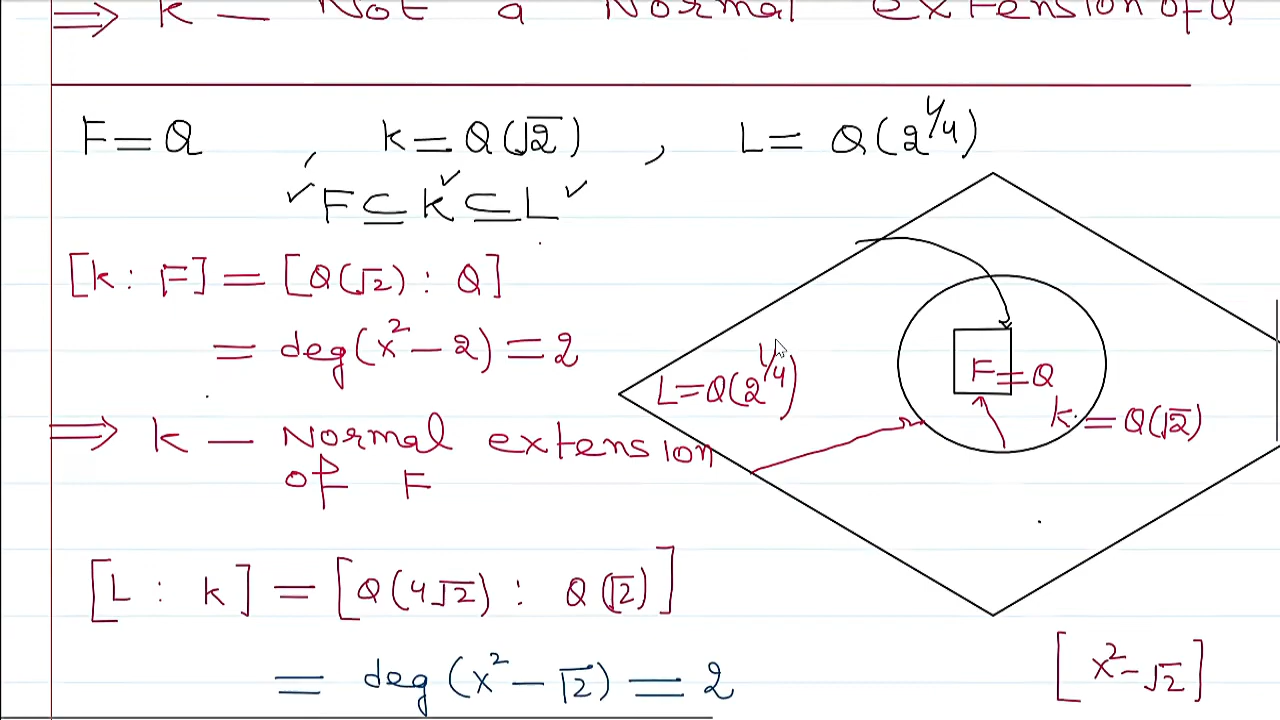 ⇒ k — Not a Normal extension of Q
F = Q , k = Q(√2) , L = Q(2^1/4)
✓F ⊆ k✓ ⊆ L✓
[k : F] = [Q(√2) : Q]
= deg(x² − 2) = 2
⇒ k — Normal extension
of F
[L : k] = [Q(4√2) : Q(√2)]
= deg(x² − √2) = 2
L = Q(2^1/4)
F = Q
k = Q(√2)
[x² − √2]